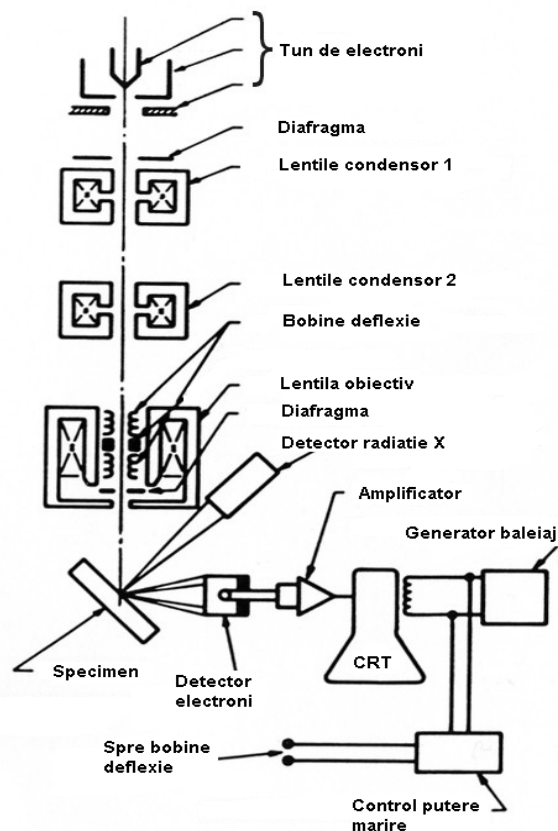 Tun de electroni
Diafragma
Lentile condensor 1
Lentile condensor 2
Bobine deflexie
Lentila obiectiv
Diafragma
Detector radiatie X
Amplificator
Generator baleiaj
CRT
Specimen
Detector
electroni
Spre bobine
deflexie
Control putere
marire